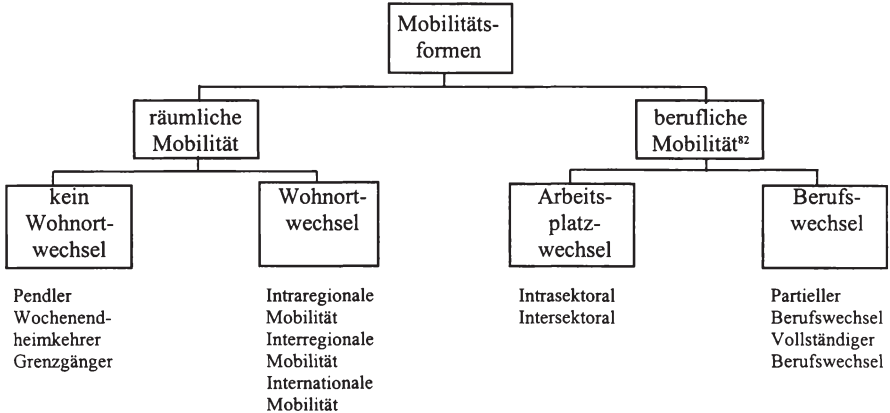 Mobilitäts-
formen
räumliche
Mobilität
berufliche
Mobilität⁸²
kein
Wohnort-
wechsel
Wohnort-
wechsel
Arbeits-
platz-
wechsel
Berufs-
wechsel
Pendler
Wochenend-
heimkehrer
Grenzgänger
Intraregionale
Mobilität
Interregionale
Mobilität
Internationale
Mobilität
Intrasektoral
Intersektoral
Partieller
Berufswechsel
Vollständiger
Berufswechsel